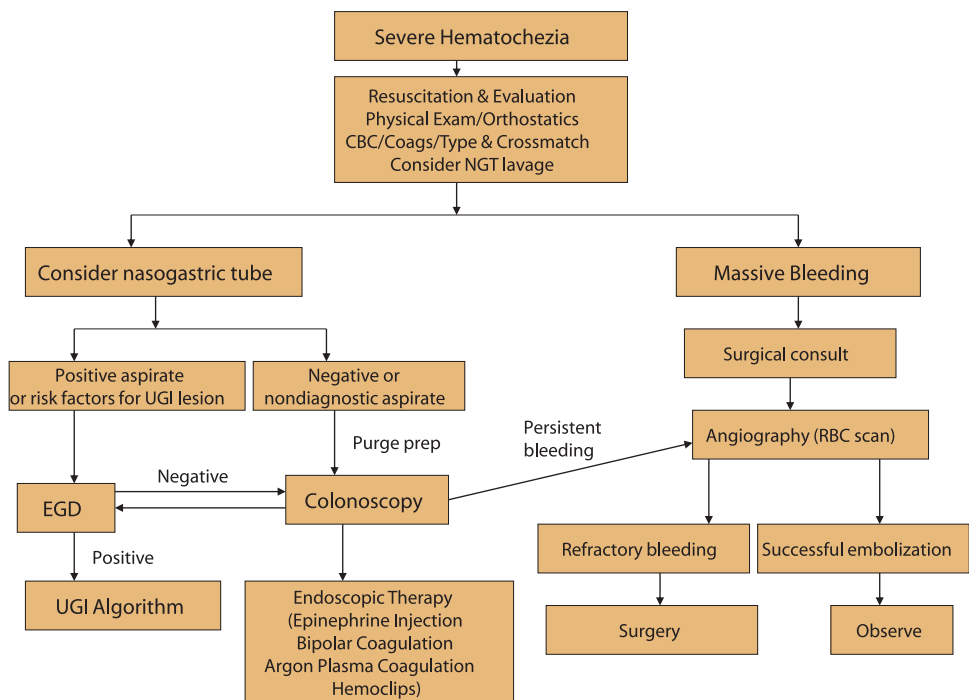 Severe Hematochezia
Resuscitation & Evaluation
Physical Exam/Orthostatics
CBC/Coags/Type & Crossmatch
Consider NGT lavage
Consider nasogastric tube
Massive Bleeding
Positive aspirate
or risk factors for UGI lesion
Negative or
nondiagnostic aspirate
Surgical consult
Purge prep
Persistent
bleeding
Angiography (RBC scan)
Negative
EGD
Colonoscopy
Positive
Refractory bleeding
Successful embolization
UGI Algorithm
Endoscopic Therapy
(Epinephrine Injection
Bipolar Coagulation
Argon Plasma Coagulation
Hemoclips)
Surgery
Observe